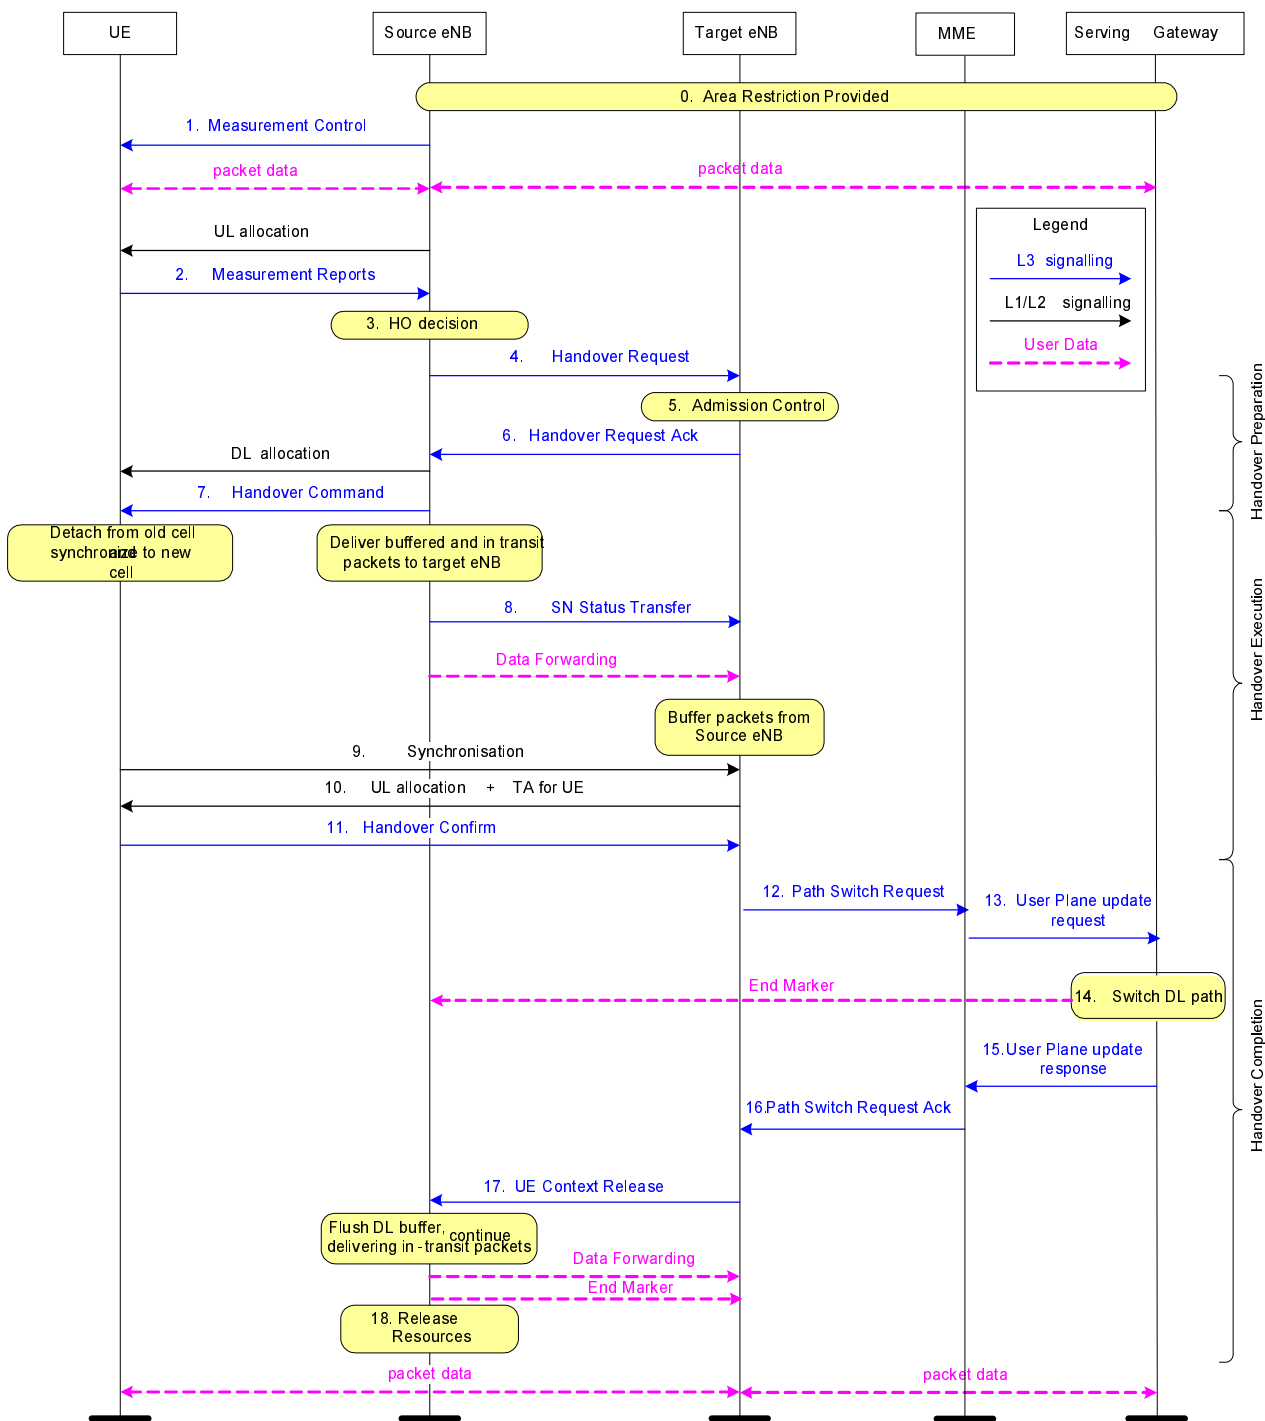 UE
Source eNB
Target eNB
MME
Serving Gateway
0. Area Restriction Provided
1. Measurement Control
packet data
packet data
Legend
UL allocation
L3 signalling
2. Measurement Reports
L1/L2 signalling
3. HO decision
User Data
4. Handover Request
5. Admission Control
6. Handover Request Ack
DL allocation
7. Handover Command
Handover Preparation
Detach from old cell
and
synchronize to new
cell
Deliver buffered and in transit
packets to target eNB
8. SN Status Transfer
Data Forwarding
Handover Execution
Buffer packets from
Source eNB
9. Synchronisation
10. UL allocation + TA for UE
11. Handover Confirm
12. Path Switch Request
13. User Plane update
request
End Marker
14. Switch DL path
15.User Plane update
response
16.Path Switch Request Ack
Handover Completion
17. UE Context Release
Flush DL buffer, continue
delivering in-transit packets
Data Forwarding
End Marker
18. Release
Resources
packet data
packet data